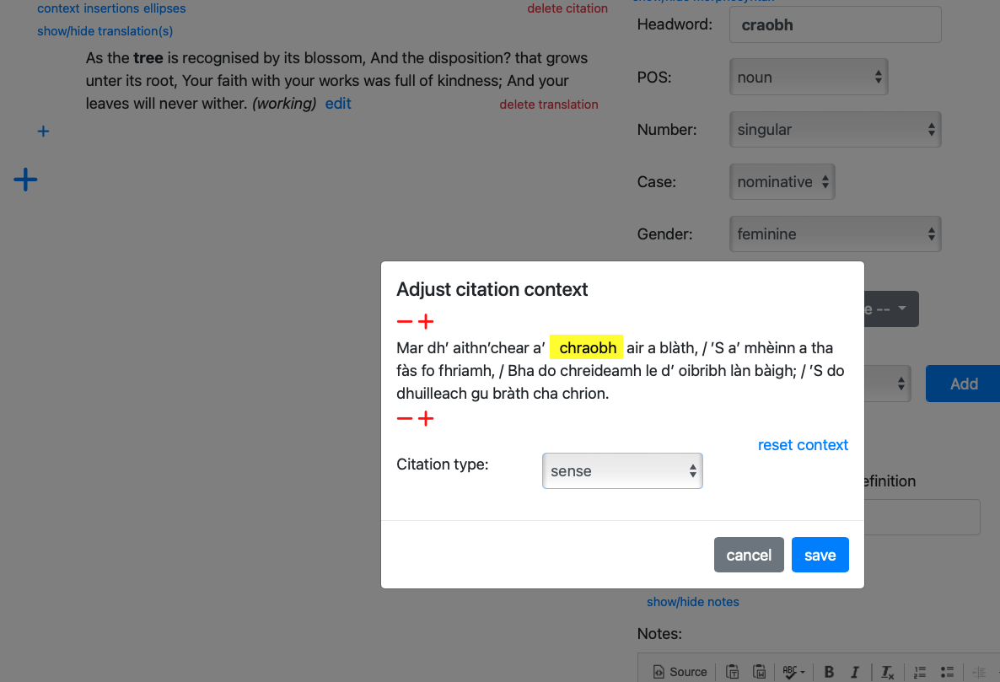 context insertions ellipses
delete citation
show/hide translation(s)
As the tree is recognised by its blossom, And the disposition? that grows
unter its root, Your faith with your works was full of kindness; And your
leaves will never wither. (working) edit
delete translation
+
+
Headword: craobh
POS: noun
Number: singular
Case: nominative
Gender: feminine
e --
Add
efinition
Adjust citation context
− +
Mar dh’ aithn’chear a’ chraobh air a blàth, / ’S a’ mhèinn a tha
fàs fo fhriamh, / Bha do chreideamh le d’ oibribh làn bàigh; / ’S do
dhuilleach gu bràth cha chrion.
− +
reset context
Citation type: sense
cancel save
show/hide notes
Notes:
Source ABC B I Ix